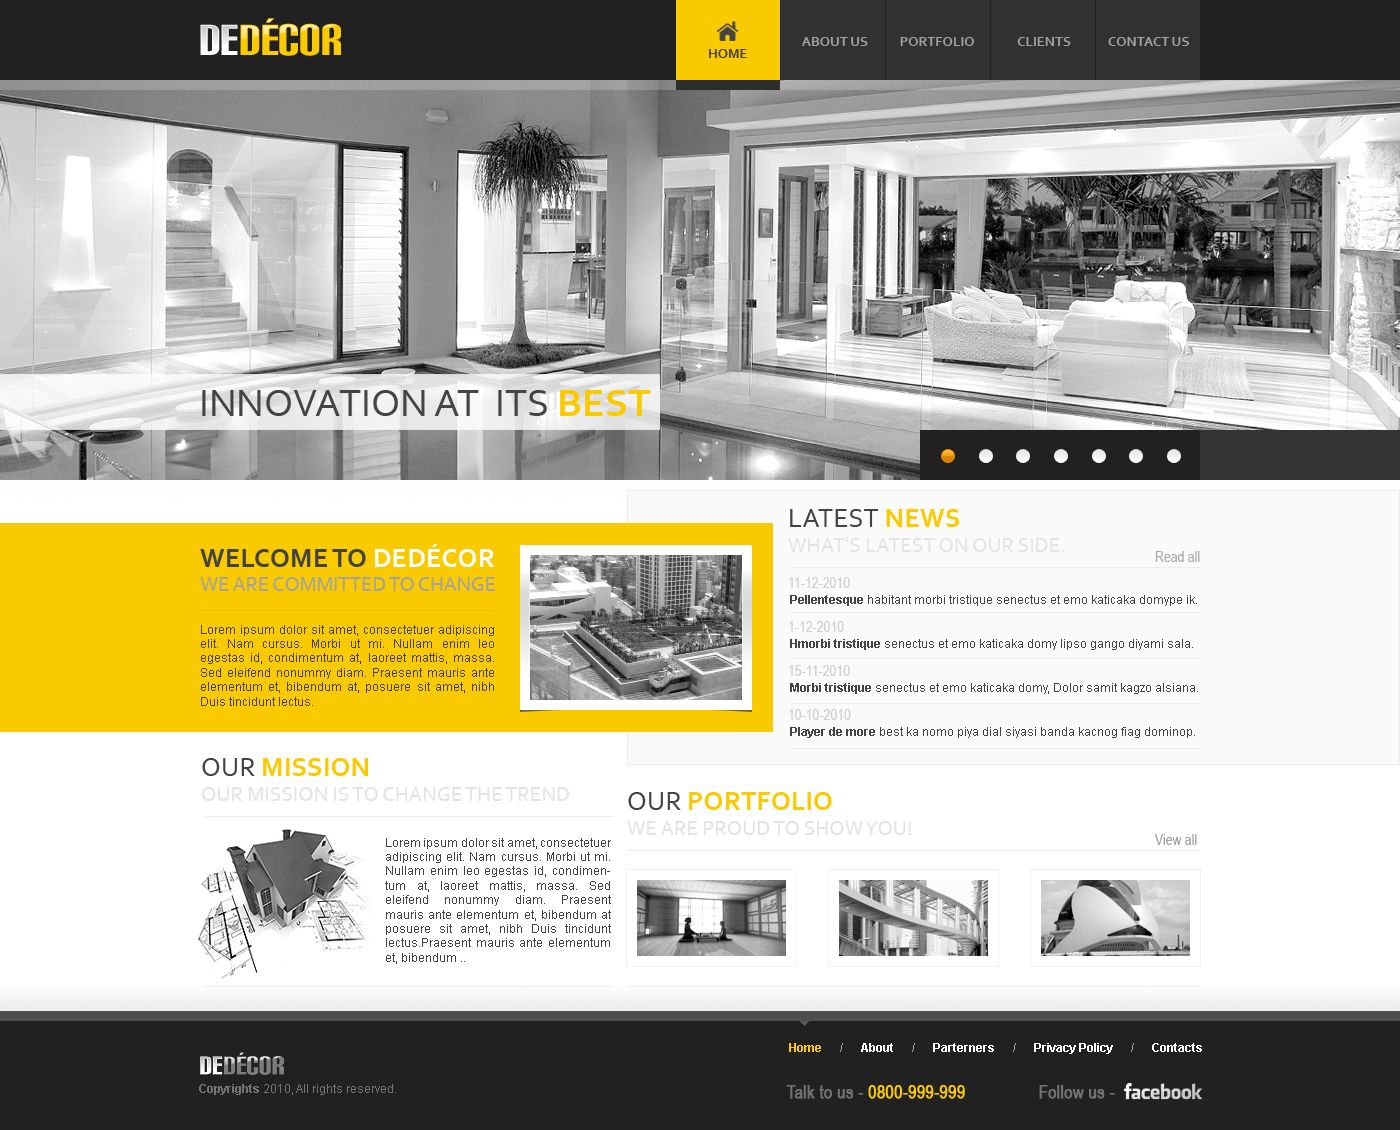 DEDÉCOR
HOME
ABOUT US
PORTFOLIO
CLIENTS
CONTACT US
INNOVATION AT ITS BEST
WELCOME TO DEDÉCOR
WE ARE COMMITTED TO CHANGE
Lorem ipsum dolor sit amet, consectetuer adipiscing
elit. Nam cursus. Morbi ut mi. Nullam enim leo
egestas id, condimentum at, laoreet mattis, massa.
Sed eleifend nonummy diam. Praesent mauris ante
elementum et, bibendum at, posuere sit amet, nibh
Duis tincidunt lectus.
LATEST NEWS
WHAT'S LATEST ON OUR SIDE.
Read all
11-12-2010
Pellentesque habitant morbi tristique senectus et emo katicaka domype ik.
1-12-2010
Hmorbi tristique senectus et emo katicaka domy lipso gango diyami sala.
15-11-2010
Morbi tristique senectus et emo katicaka domy, Dolor samit kagzo alsiana.
10-10-2010
Player de more best ka nomo piya dial siyasi banda kacnog fiag dominop.
OUR MISSION
OUR MISSION IS TO CHANGE THE TREND
Lorem ipsum dolor sit amet, consectetuer
adipiscing elit. Nam cursus. Morbi ut mi.
Nullam enim leo egestas id, condimen-
tum at, laoreet mattis, massa. Sed
eleifend nonummy diam. Praesent
mauris ante elementum et, bibendum at
posuere sit amet, nibh Duis tincidunt
lectus.Praesent mauris ante elementum
et, bibendum ..
OUR PORTFOLIO
WE ARE PROUD TO SHOW YOU!
View all
DEDÉCOR
Copyrights 2010, All rights reserved.
Home / About / Parterners / Privacy Policy / Contacts
Talk to us - 0800-999-999
Follow us - facebook